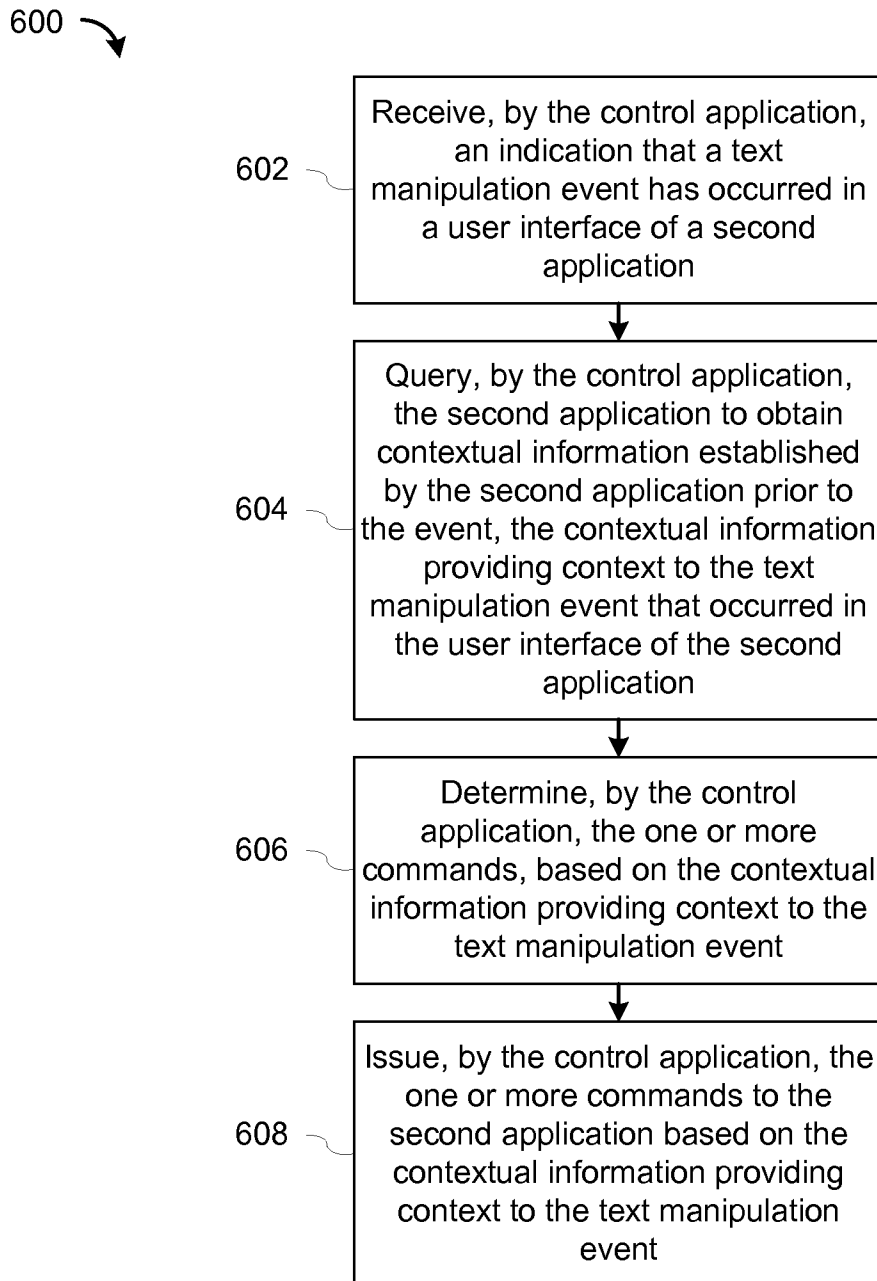 600
Receive, by the control application,
an indication that a text
602
manipulation event has occurred in
a user interface of a second
application
Query, by the control application,
the second application to obtain
contextual information established
by the second application prior to
604
the event, the contextual information
providing context to the text
manipulation event that occurred in
the user interface of the second
application
Determine, by the control
application, the one or more
606
commands, based on the contextual
information providing context to the
text manipulation event
Issue, by the control application, the
one or more commands to the
608
second application based on the
contextual information providing
context to the text manipulation
event